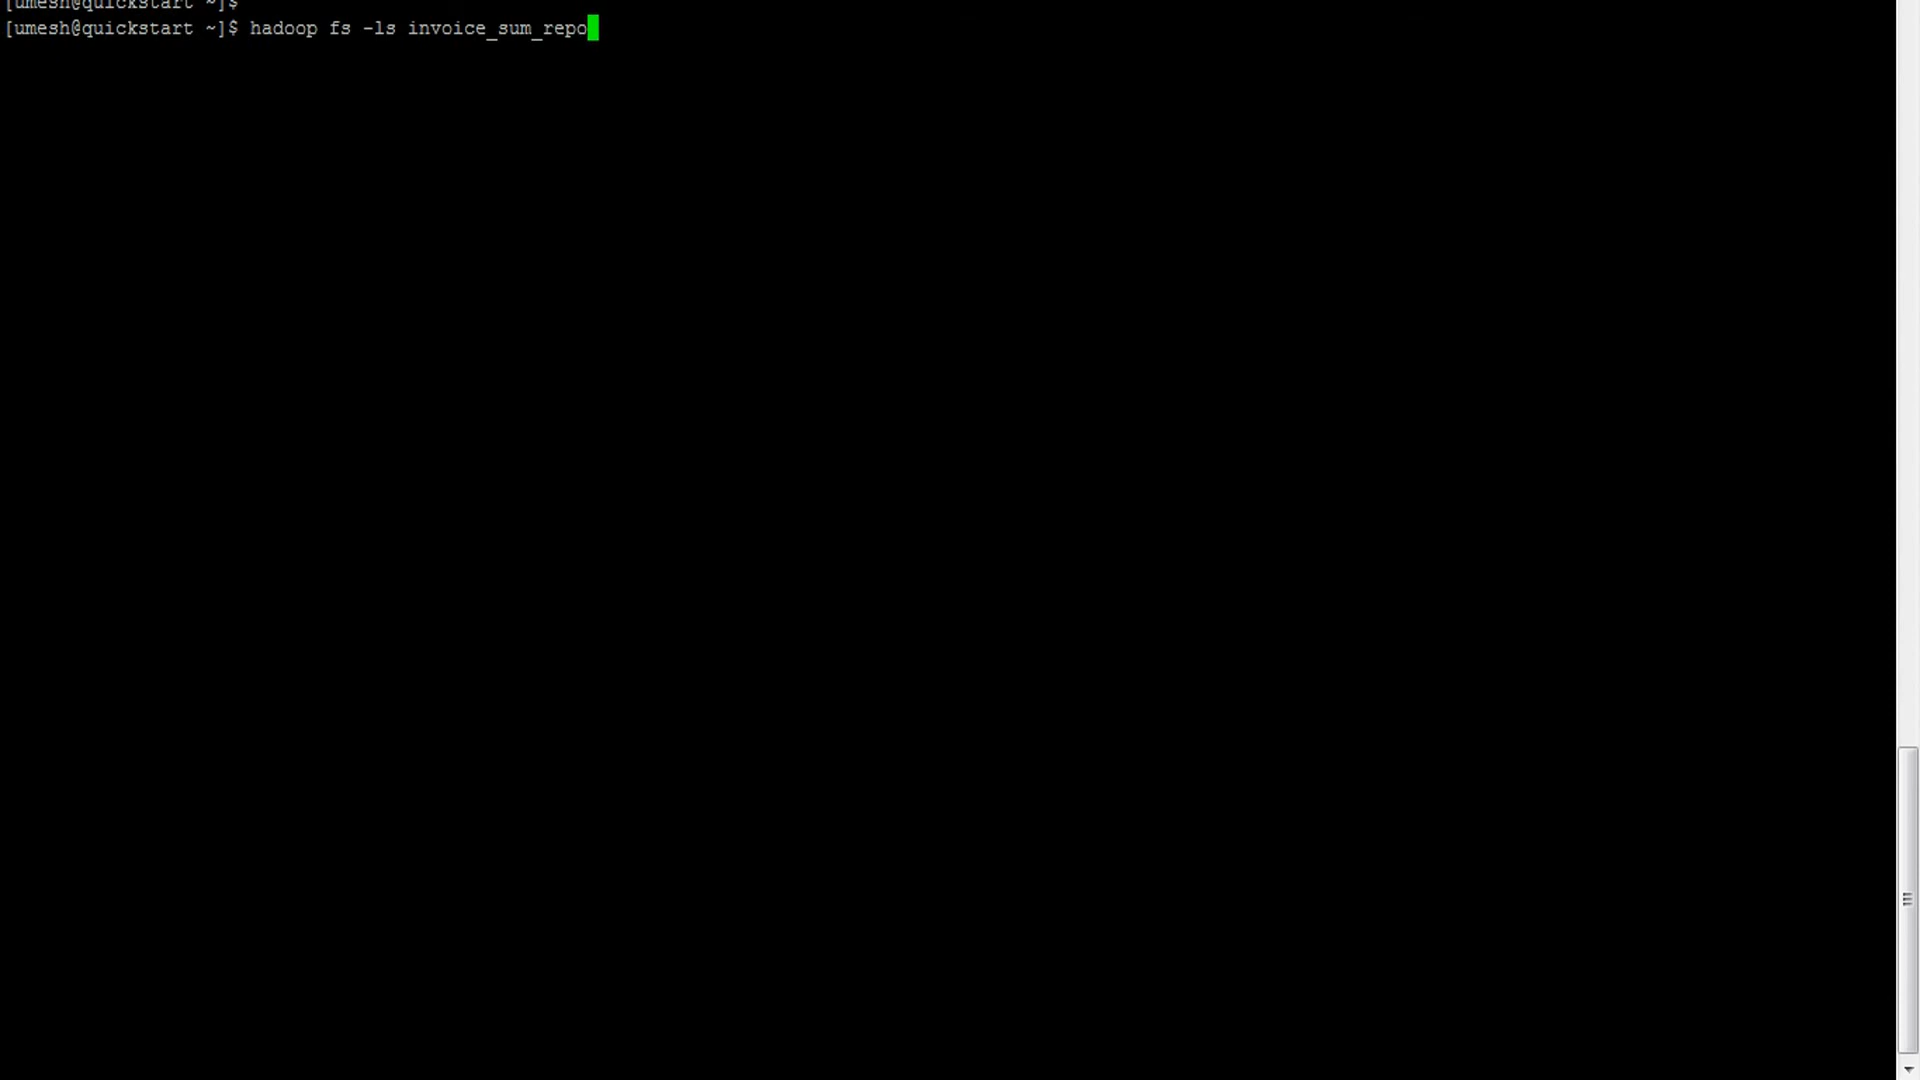 [umesh@quickstart ~]$
[umesh@quickstart ~]$ hadoop fs -ls invoice_sum_repo